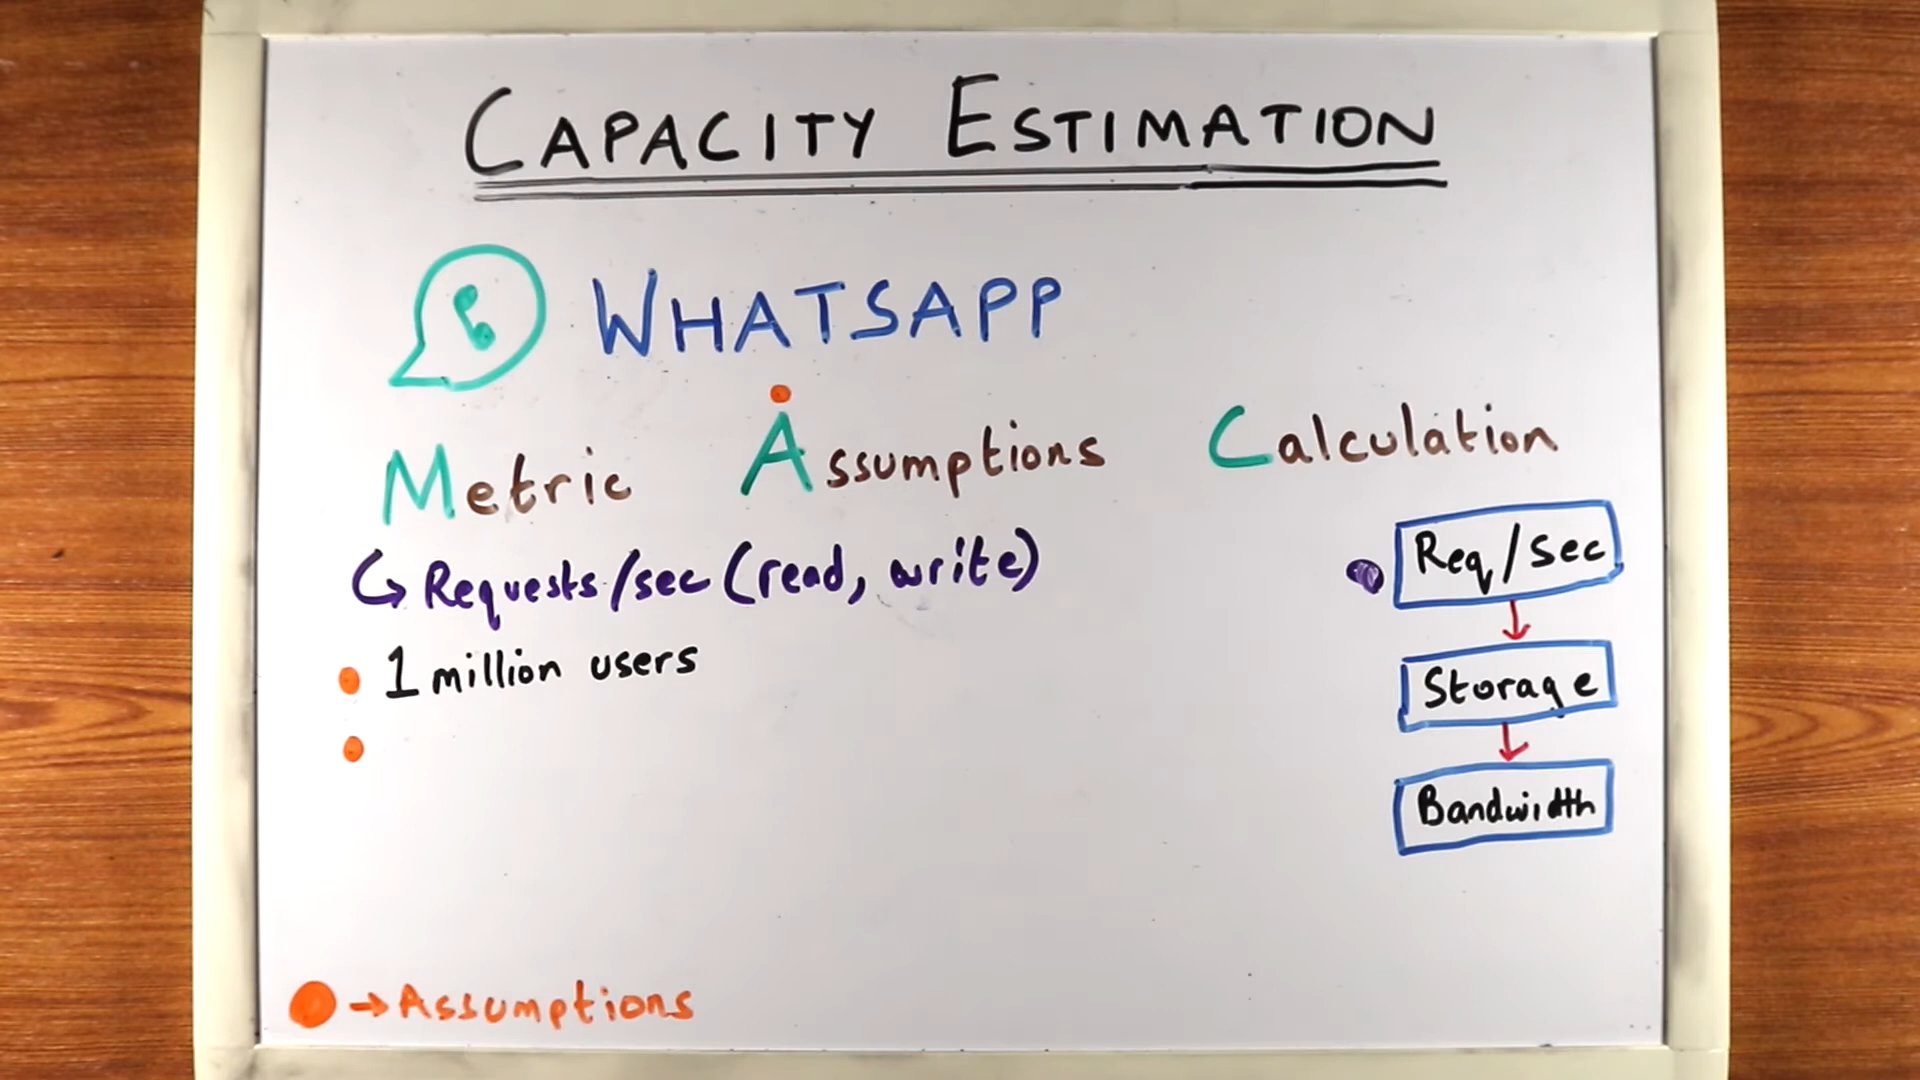 CAPACITY ESTIMATION
WHATSAPP
Metric Assumptions Calculation
Requests/sec (read, write)
1 million users
Req/sec
Storage
Bandwidth
→ Assumptions